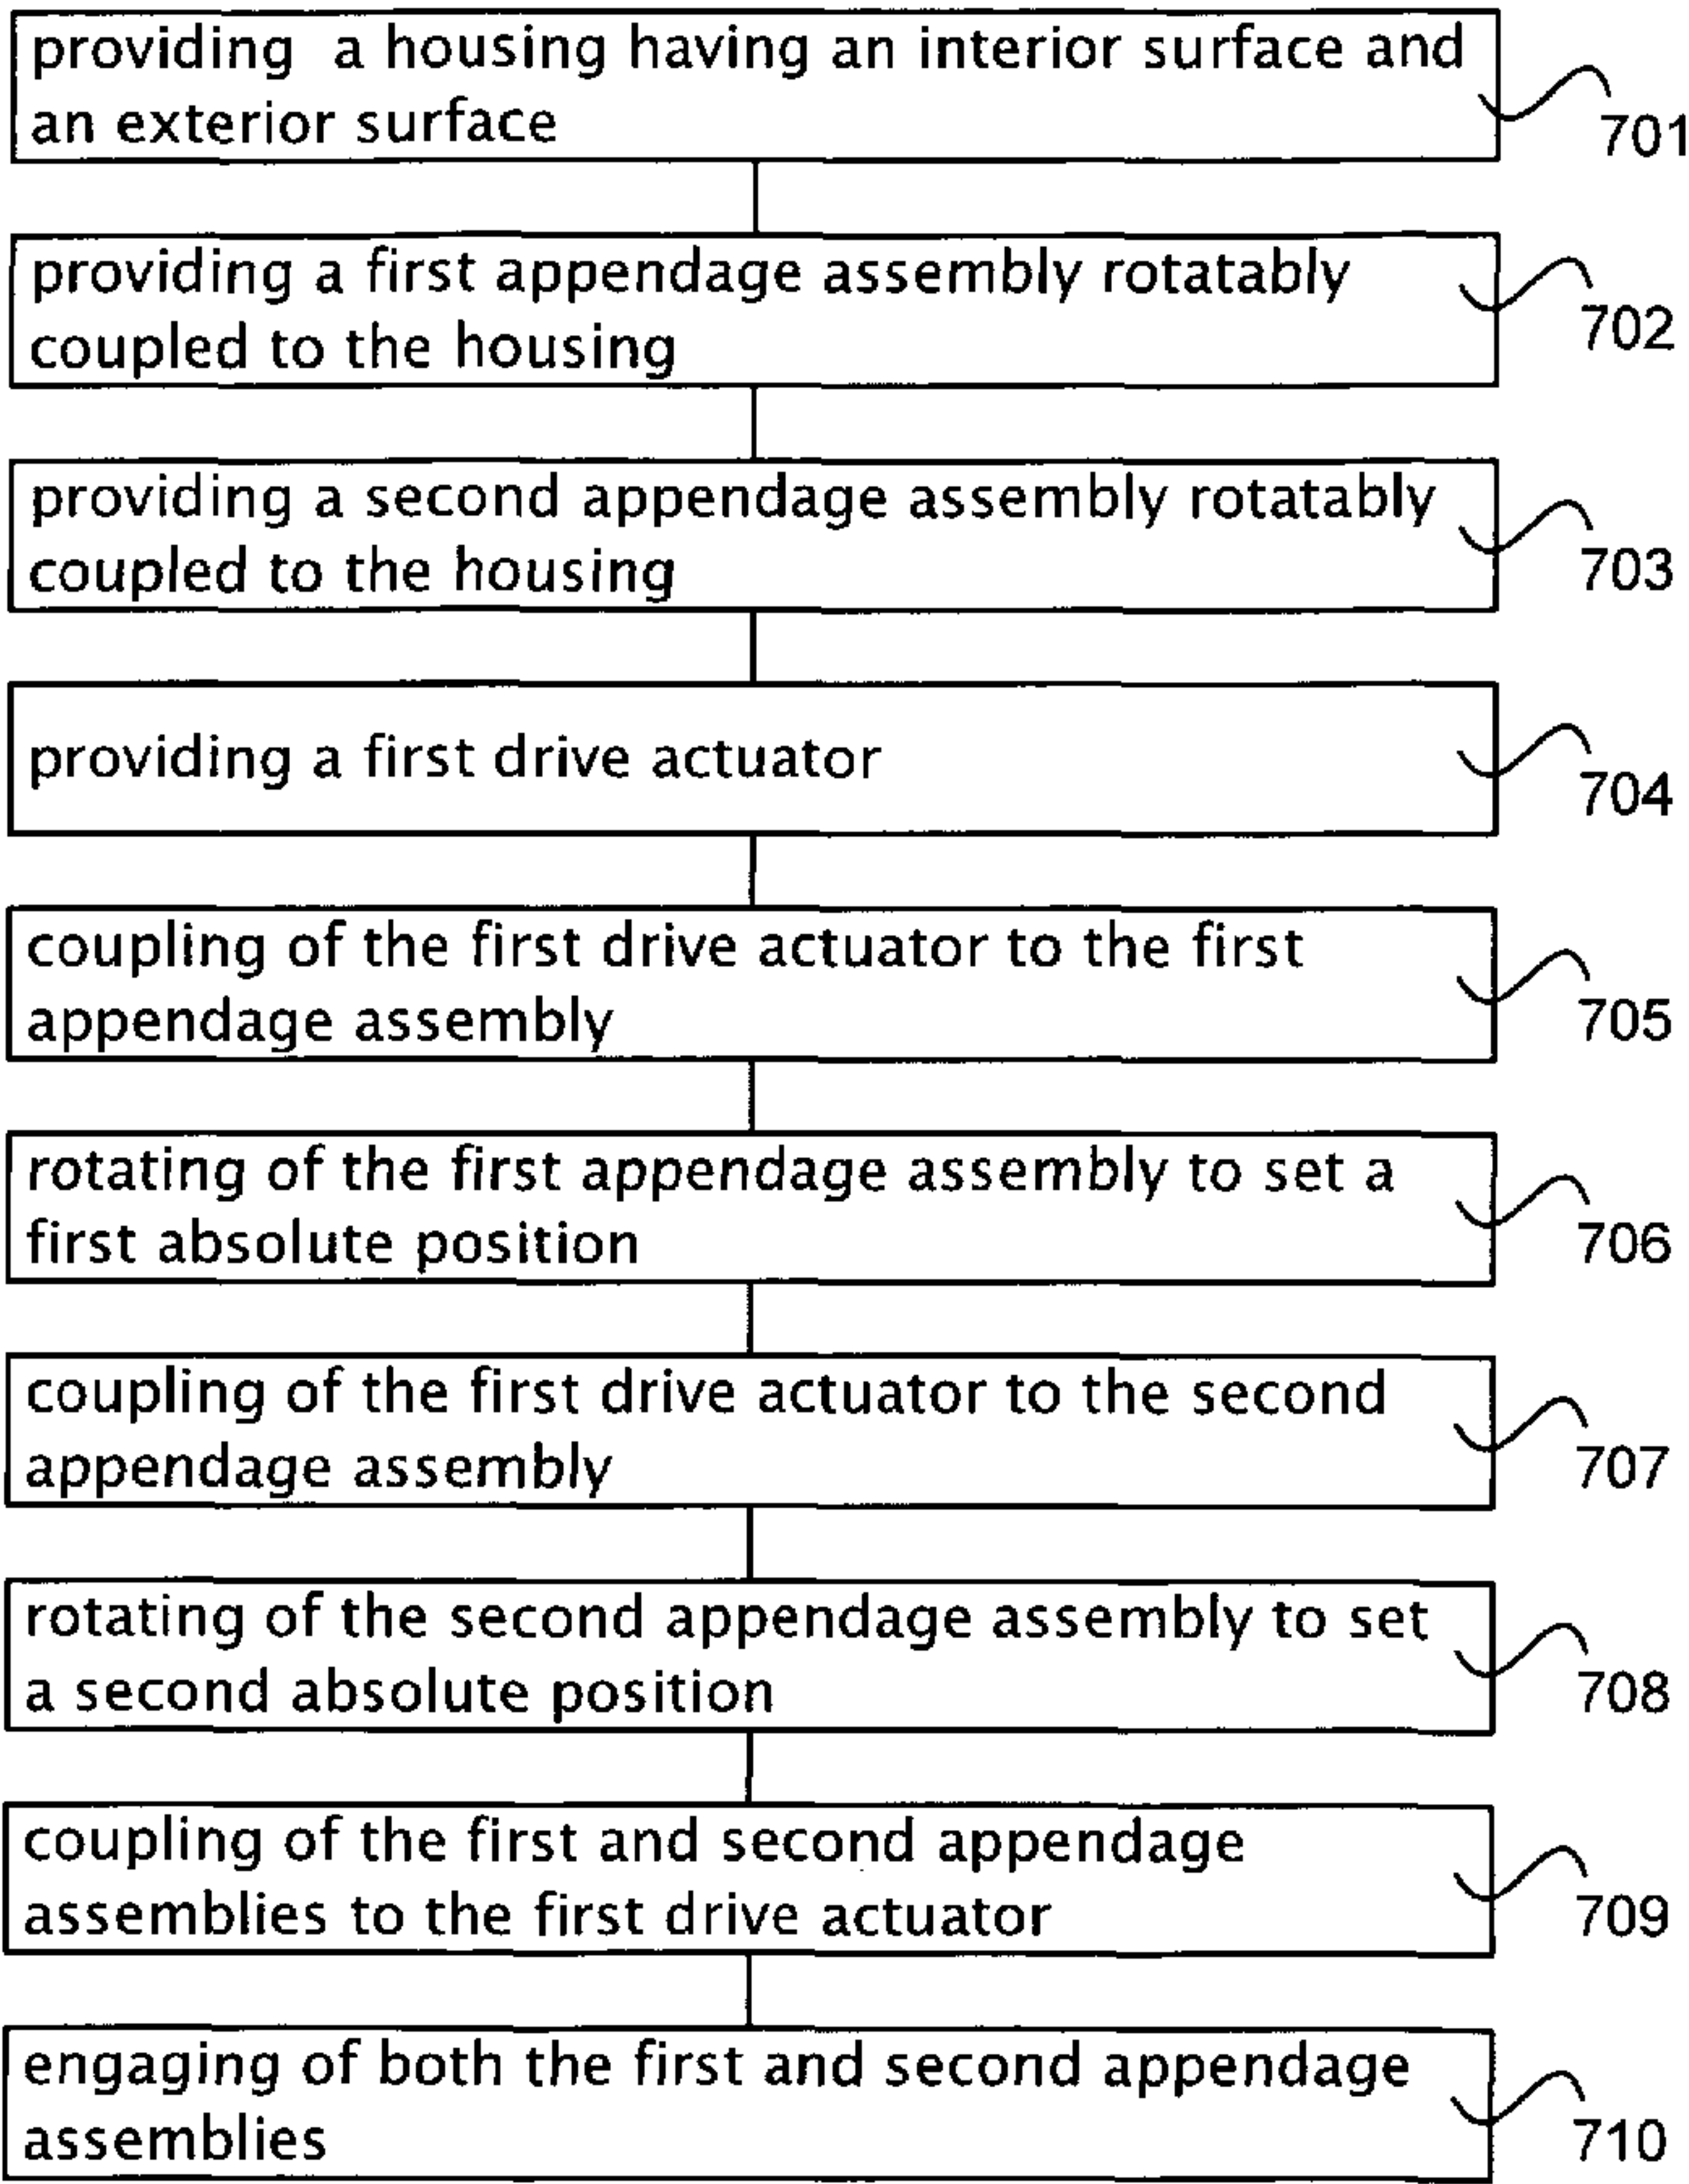 providing a housing having an interior surface and
an exterior surface
701
providing a first appendage assembly rotatably
coupled to the housing
702
providing a second appendage assembly rotatably
coupled to the housing
703
providing a first drive actuator
704
coupling of the first drive actuator to the first
appendage assembly
705
rotating of the first appendage assembly to set a
first absolute position
706
coupling of the first drive actuator to the second
appendage assembly
707
rotating of the second appendage assembly to set
a second absolute position
708
coupling of the first and second appendage
assemblies to the first drive actuator
709
engaging of both the first and second appendage
assemblies
710